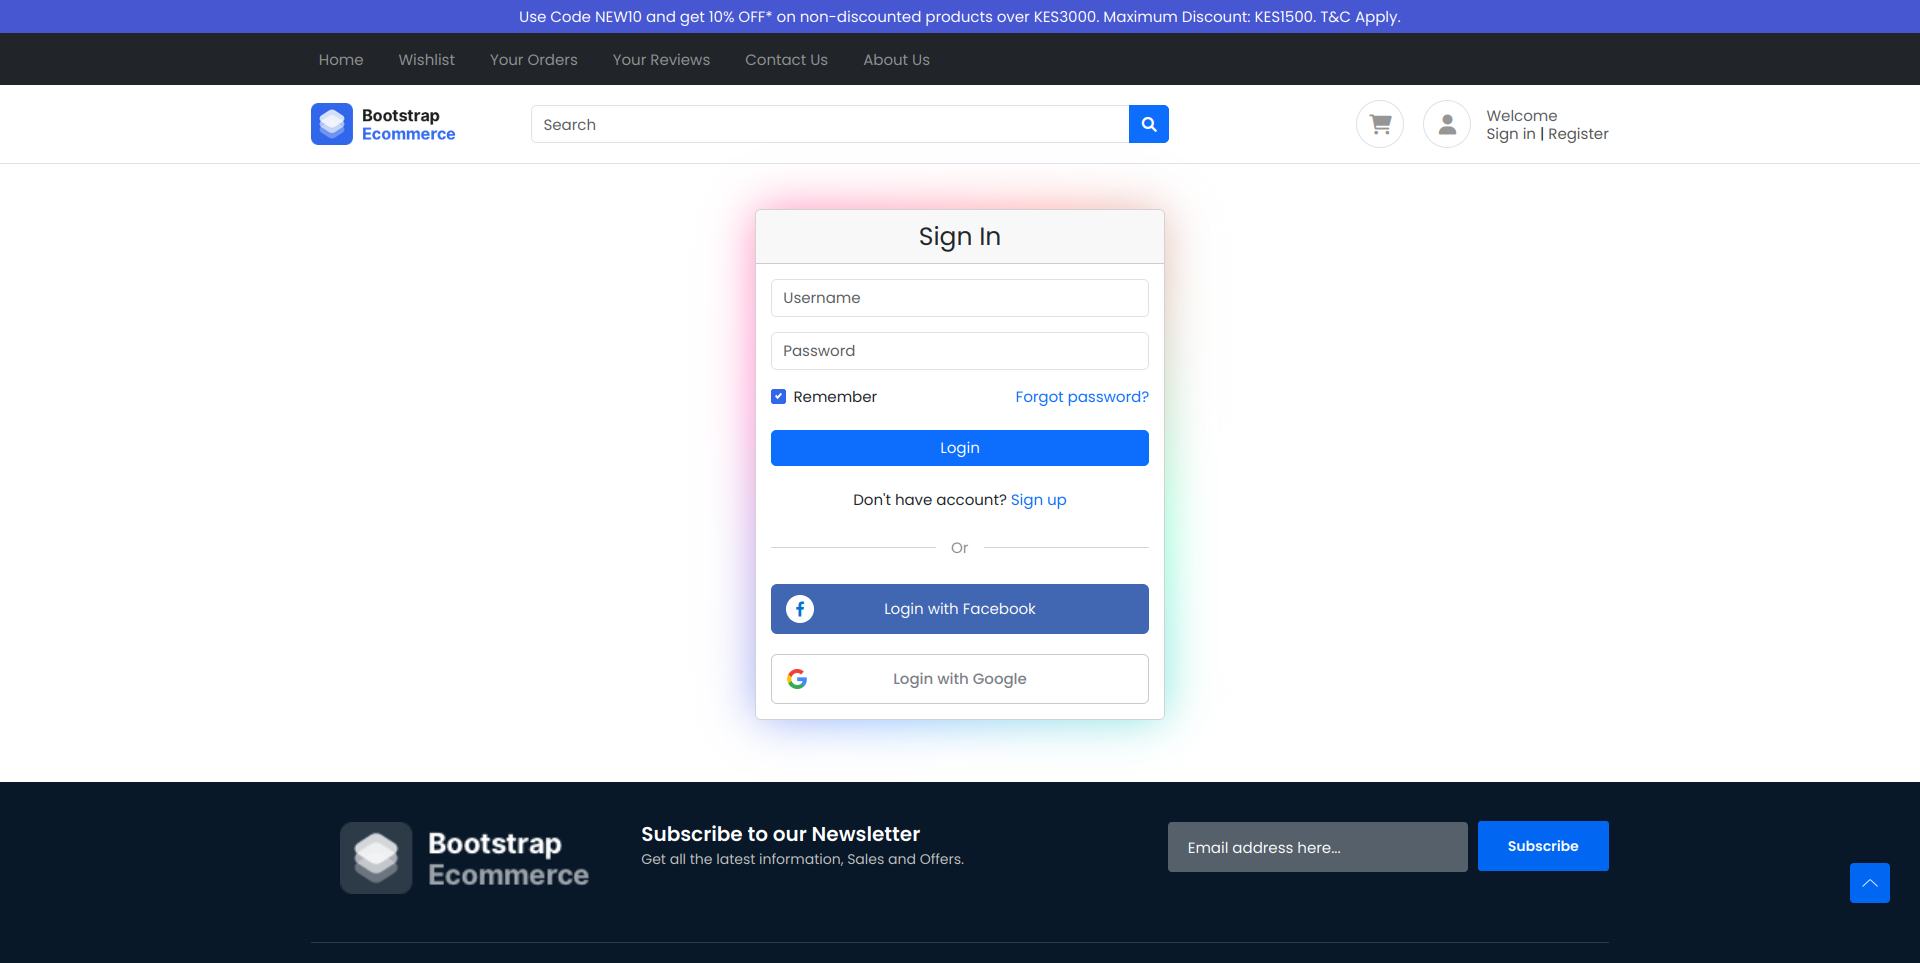 Use Code NEW10 and get 10% OFF* on non-discounted products over KES3000. Maximum Discount: KES1500. T&C Apply.
Home Wishlist Your Orders Your Reviews Contact Us About Us
Bootstrap
Ecommerce
Search
Welcome
Sign in | Register
Sign In
Username
Password
Remember Forgot password?
Login
Don't have account? Sign up
Or
Login with Facebook
Login with Google
Bootstrap
Ecommerce
Subscribe to our Newsletter
Get all the latest information, Sales and Offers.
Email address here...
Subscribe